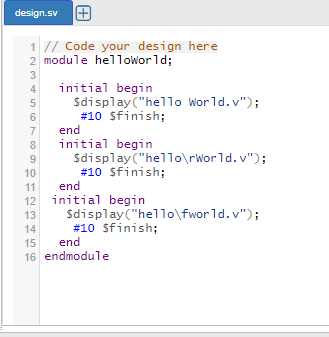 design.sv
1 // Code your design here
2 module helloWorld;
3
4   initial begin
5     $display("hello World.v");
6      #10 $finish;
7   end
8   initial begin
9     $display("hello\rWorld.v");
10      #10 $finish;
11   end
12  initial begin
13    $display("hello\fworld.v");
14     #10 $finish;
15   end
16 endmodule